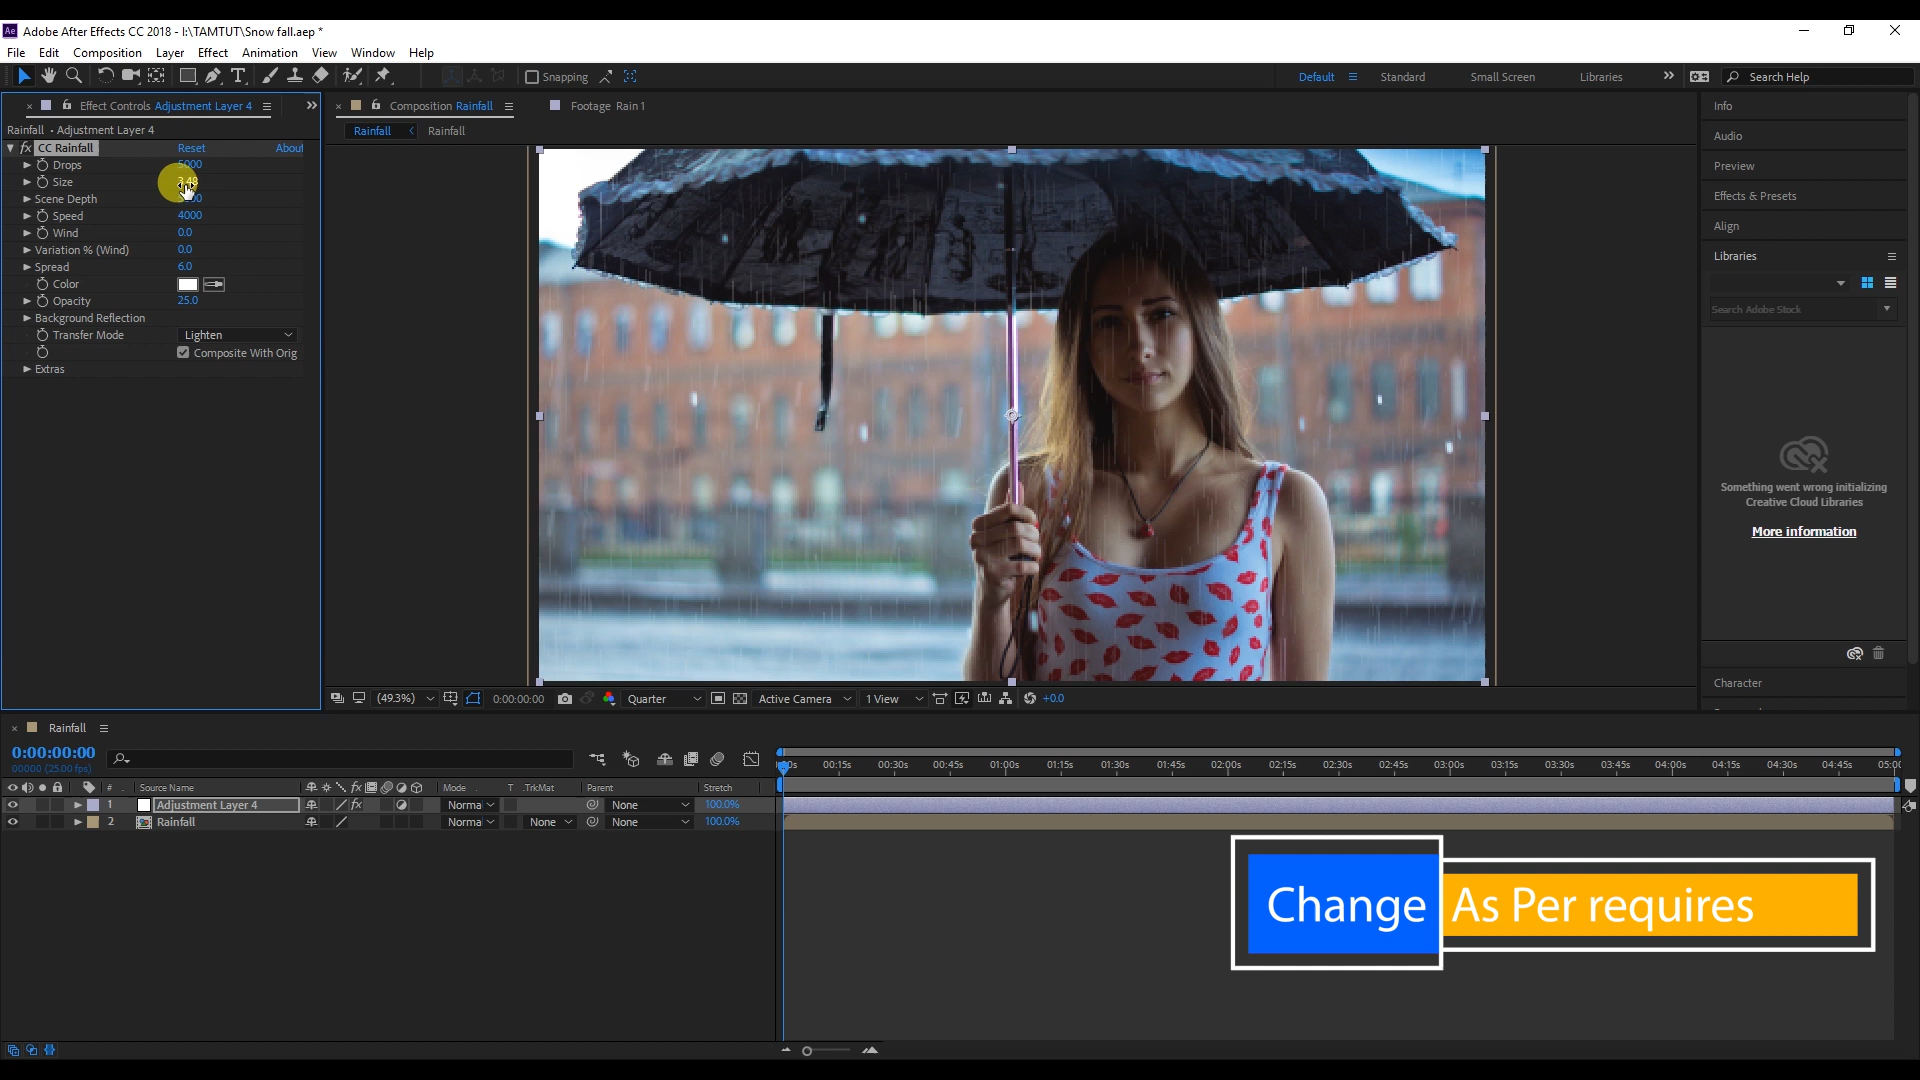 Ae Adobe After Effects CC 2018 - I:\TAMTUT\Snow fall.aep *
File Edit Composition Layer Effect Animation View Window Help
Snapping Default Standard Small Screen Libraries Search Help
Effect Controls Adjustment Layer 4
Composition Rainfall
Footage Rain 1
Rainfall • Adjustment Layer 4
Rainfall Rainfall
fx CC Rainfall Reset About
Drops 5000
Size 3.48
Scene Depth
Speed 4000
Wind 0.0
Variation % (Wind) 0.0
Spread 6.0
Color
Opacity 25.0
Background Reflection
Transfer Mode Lighten
Composite With Orig
Extras
Info
Audio
Preview
Effects & Presets
Align
Libraries
Search Adobe Stock
Something went wrong initializing
Creative Cloud Libraries
More information
Character
(49.3%) 0:00:00:00 Quarter Active Camera 1 View +0.0
Rainfall
0:00:00:00
00000 (25.00 fps)
00:15s 00:30s 00:45s 01:00s 01:15s 01:30s 01:45s 02:00s 02:15s 02:30s 02:45s 03:00s 03:15s 03:30s 03:45s 04:00s 04:15s 04:30s 04:45s 05:00
# Source Name Mode T .TrkMat Parent Stretch
1 Adjustment Layer 4 Norma None 100.0%
2 Rainfall Norma None None 100.0%
Change As Per requires